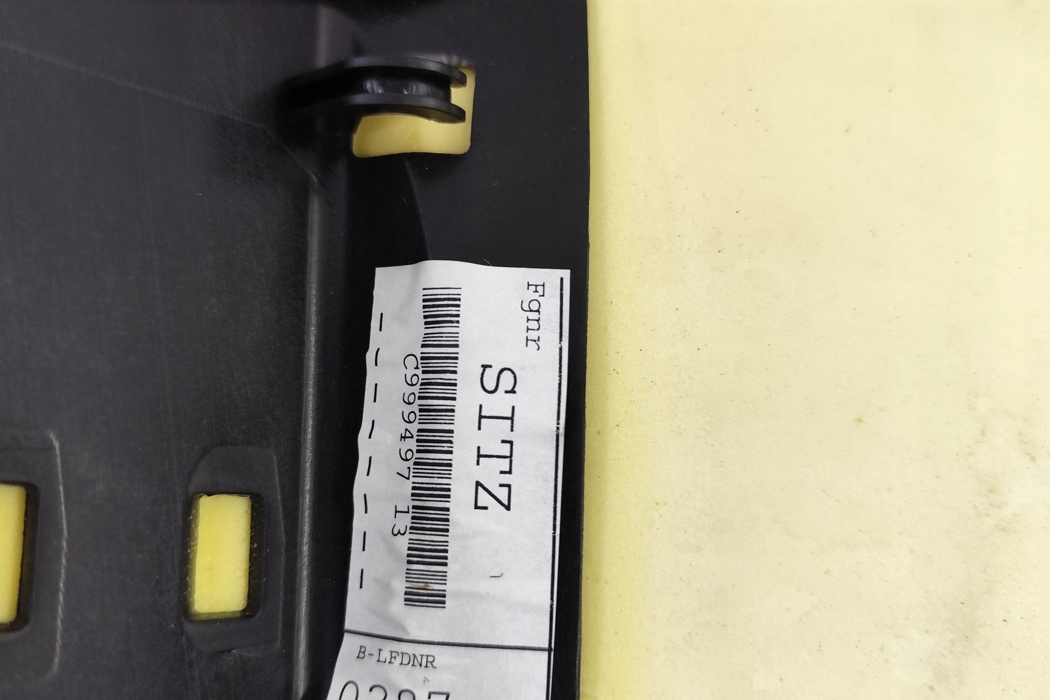 Fgnr
SITZ
C999497 13
B-LFDNR